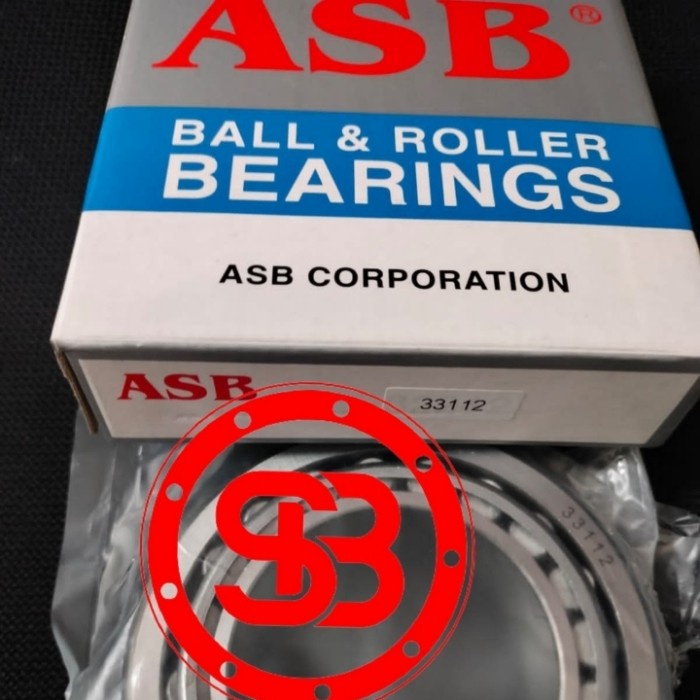 ASB®
BALL & ROLLER
BEARINGS
ASB CORPORATION
ASB
33112
SB
33112